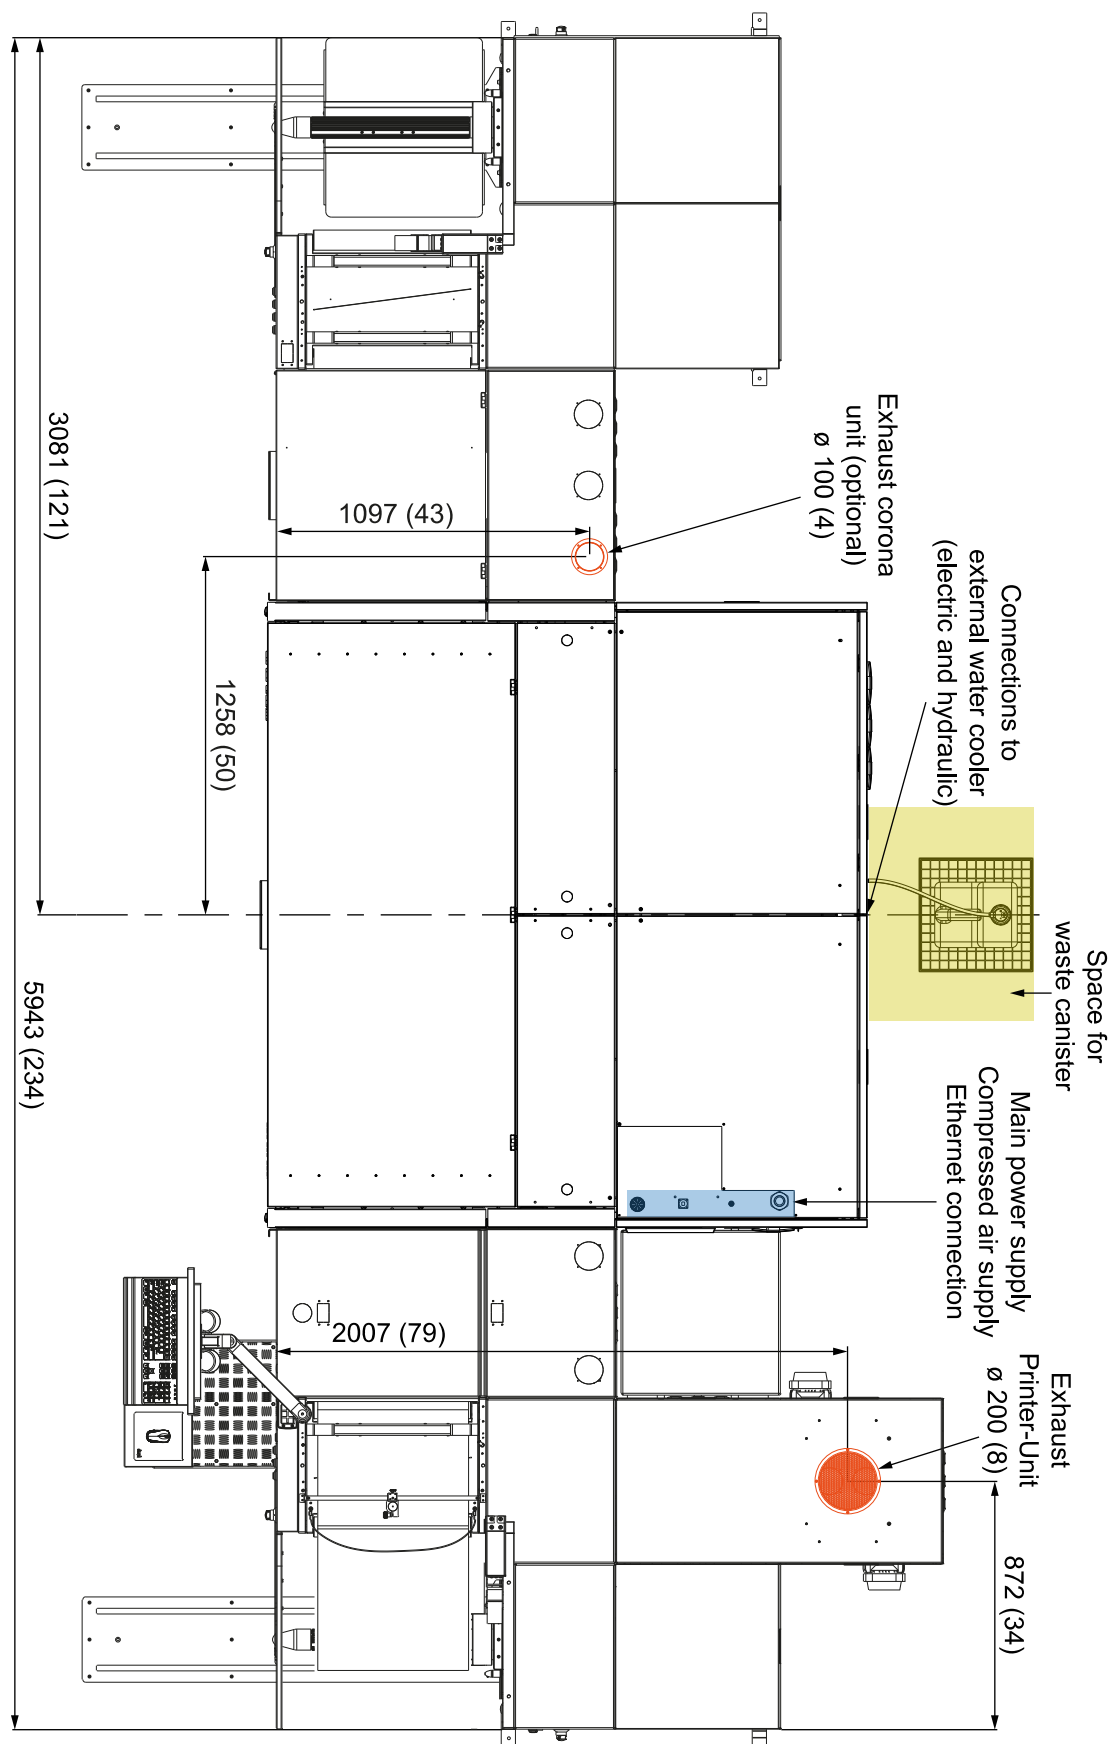 Exhaust corona
unit (optional)
ø 100 (4)
Connections to
external water cooler
(electric and hydraulic)
Space for
waste canister
Main power supply
Compressed air supply
Ethernet connection
Exhaust
Printer-Unit
ø 200 (8)
1097 (43)
2007 (79)
3081 (121)
1258 (50)
5943 (234)
872 (34)